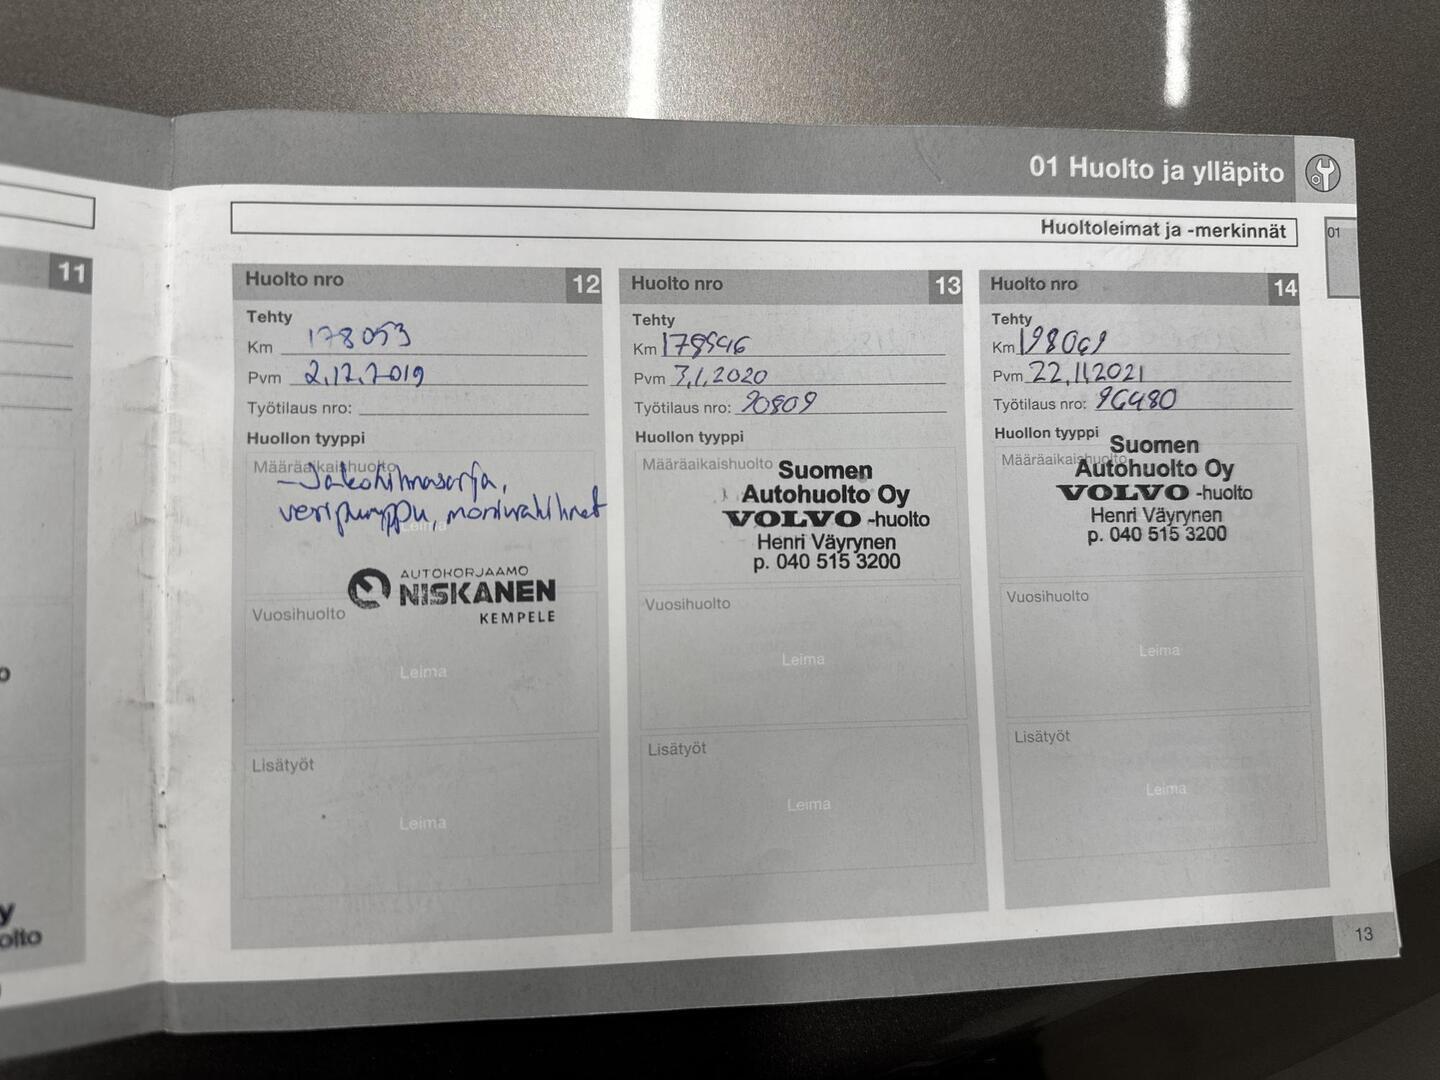 01 Huolto ja ylläpito
Huoltoleimat ja -merkinnät
01
11
olto
Huolto nro 12
Tehty
Km 178053
Pvm 2.12.2019
Työtilaus nro:
Huollon tyyppi
Määräaikaishuolto
- Jakohihnasarja,
vesipumppu, moniurahihnat
Leima
AUTOKORJAAMO
NISKANEN
KEMPELE
Vuosihuolto
Leima
Lisätyöt
Leima
Huolto nro 13
Tehty
Km 178546
Pvm 3.1.2020
Työtilaus nro: 90809
Huollon tyyppi
Määräaikaishuolto
Suomen
Autohuolto Oy
VOLVO -huolto
Henri Väyrynen
p. 040 515 3200
Vuosihuolto
Leima
Lisätyöt
Leima
Huolto nro 14
Tehty
Km 198069
Pvm 22.11.2021
Työtilaus nro: 96480
Huollon tyyppi
Määräaikaishuolto
Suomen
Autohuolto Oy
VOLVO -huolto
Henri Väyrynen
p. 040 515 3200
Vuosihuolto
Leima
Lisätyöt
Leima
13